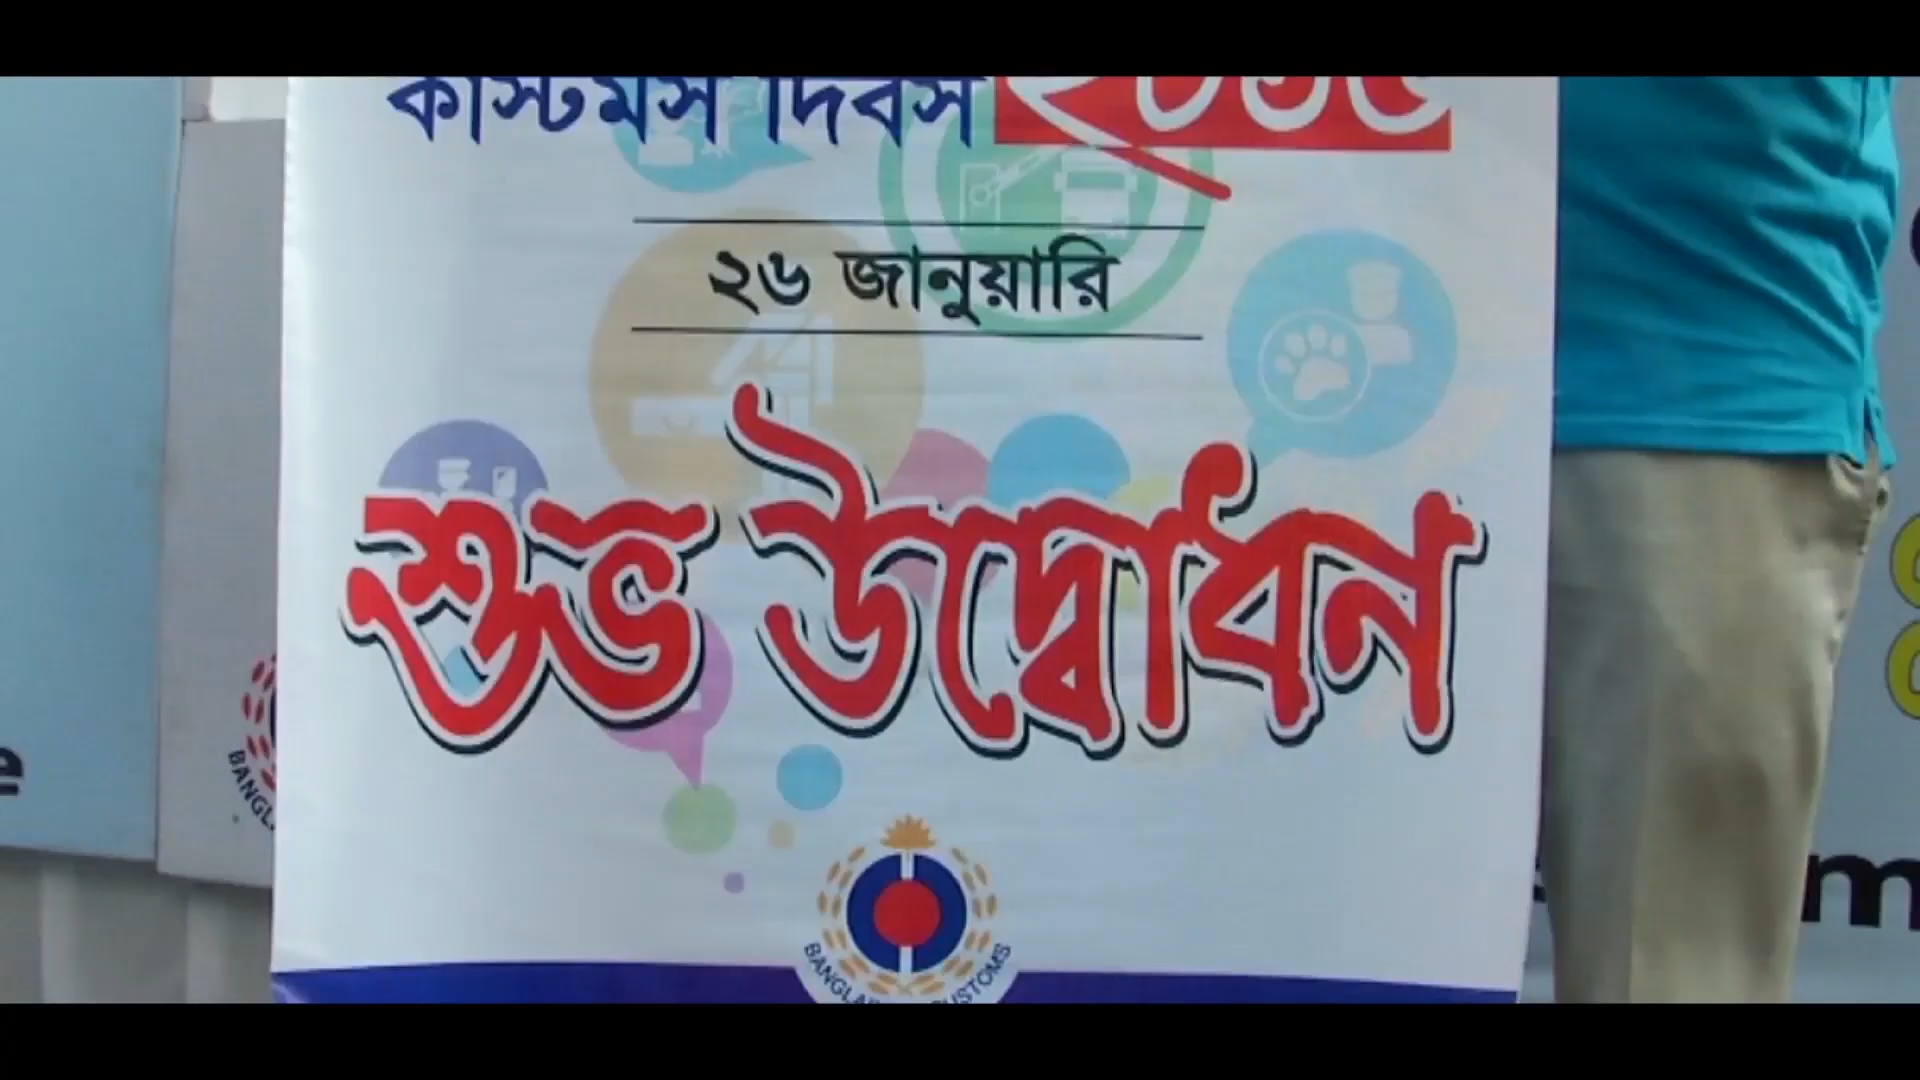 কাস্টমস দিবস
২৬ জানুয়ারি
শুভ উদ্বোধন